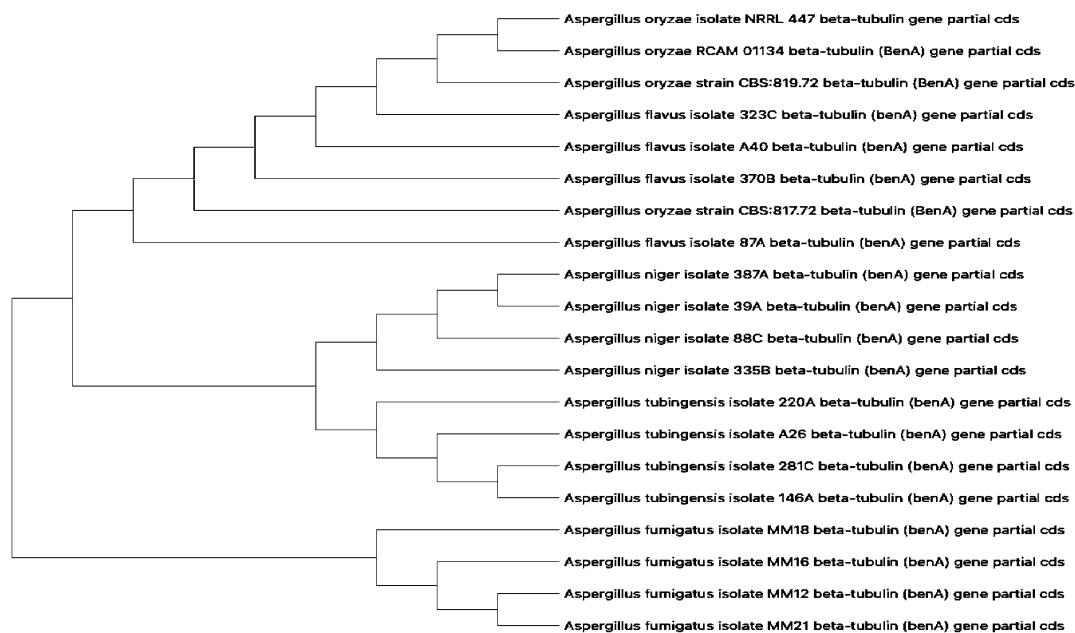 Aspergillus oryzae isolate NRRL 447 beta-tubulin gene partial cds
Aspergillus oryzae RCAM 01134 beta-tubulin (BenA) gene partial cds
Aspergillus oryzae strain CBS:819.72 beta-tubulin (BenA) gene partial cds
Aspergillus flavus isolate 323C beta-tubulin (benA) gene partial cds
Aspergillus flavus isolate A40 beta-tubulin (benA) gene partial cds
Aspergillus flavus isolate 370B beta-tubulin (benA) gene partial cds
Aspergillus oryzae strain CBS:817.72 beta-tubulin (BenA) gene partial cds
Aspergillus flavus isolate 87A beta-tubulin (benA) gene partial cds
Aspergillus niger isolate 387A beta-tubulin (benA) gene partial cds
Aspergillus niger isolate 39A beta-tubulin (benA) gene partial cds
Aspergillus niger isolate 88C beta-tubulin (benA) gene partial cds
Aspergillus niger isolate 335B beta-tubulin (benA) gene partial cds
Aspergillus tubingensis isolate 220A beta-tubulin (benA) gene partial cds
Aspergillus tubingensis isolate A26 beta-tubulin (benA) gene partial cds
Aspergillus tubingensis isolate 281C beta-tubulin (benA) gene partial cds
Aspergillus tubingensis isolate 146A beta-tubulin (benA) gene partial cds
Aspergillus fumigatus isolate MM18 beta-tubulin (benA) gene partial cds
Aspergillus fumigatus isolate MM16 beta-tubulin (benA) gene partial cds
Aspergillus fumigatus isolate MM12 beta-tubulin (benA) gene partial cds
Aspergillus fumigatus isolate MM21 beta-tubulin (benA) gene partial cds